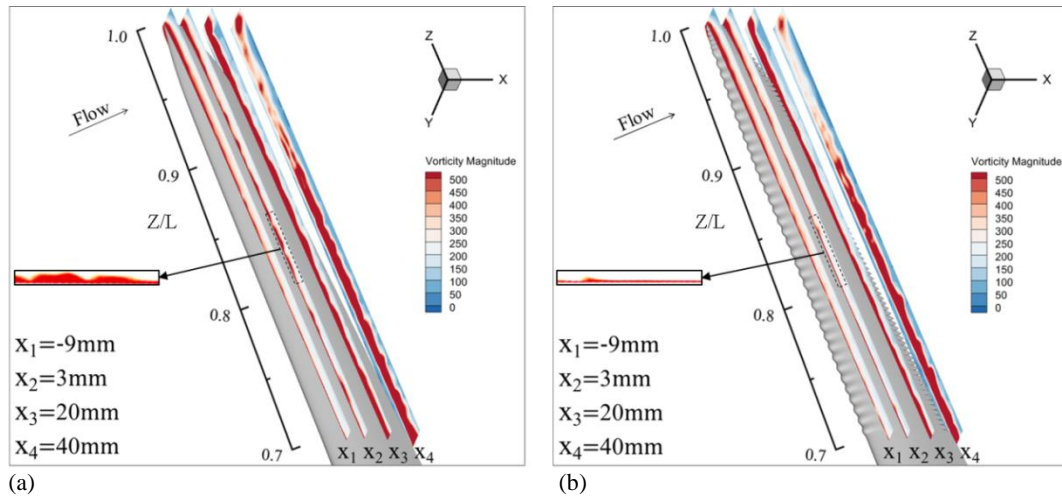 1.0
Flow
0.9
Z/L
0.8
0.7
Z
X
Y
Vorticity Magnitude
500
450
400
350
300
250
200
150
100
50
0
x₁=-9mm
x₂=3mm
x₃=20mm
x₄=40mm
x₁ x₂ x₃ x₄
(a)
1.0
Flow
0.9
Z/L
0.8
0.7
Z
X
Y
Vorticity Magnitude
500
450
400
350
300
250
200
150
100
50
0
x₁=-9mm
x₂=3mm
x₃=20mm
x₄=40mm
x₁ x₂ x₃ x₄
(b)